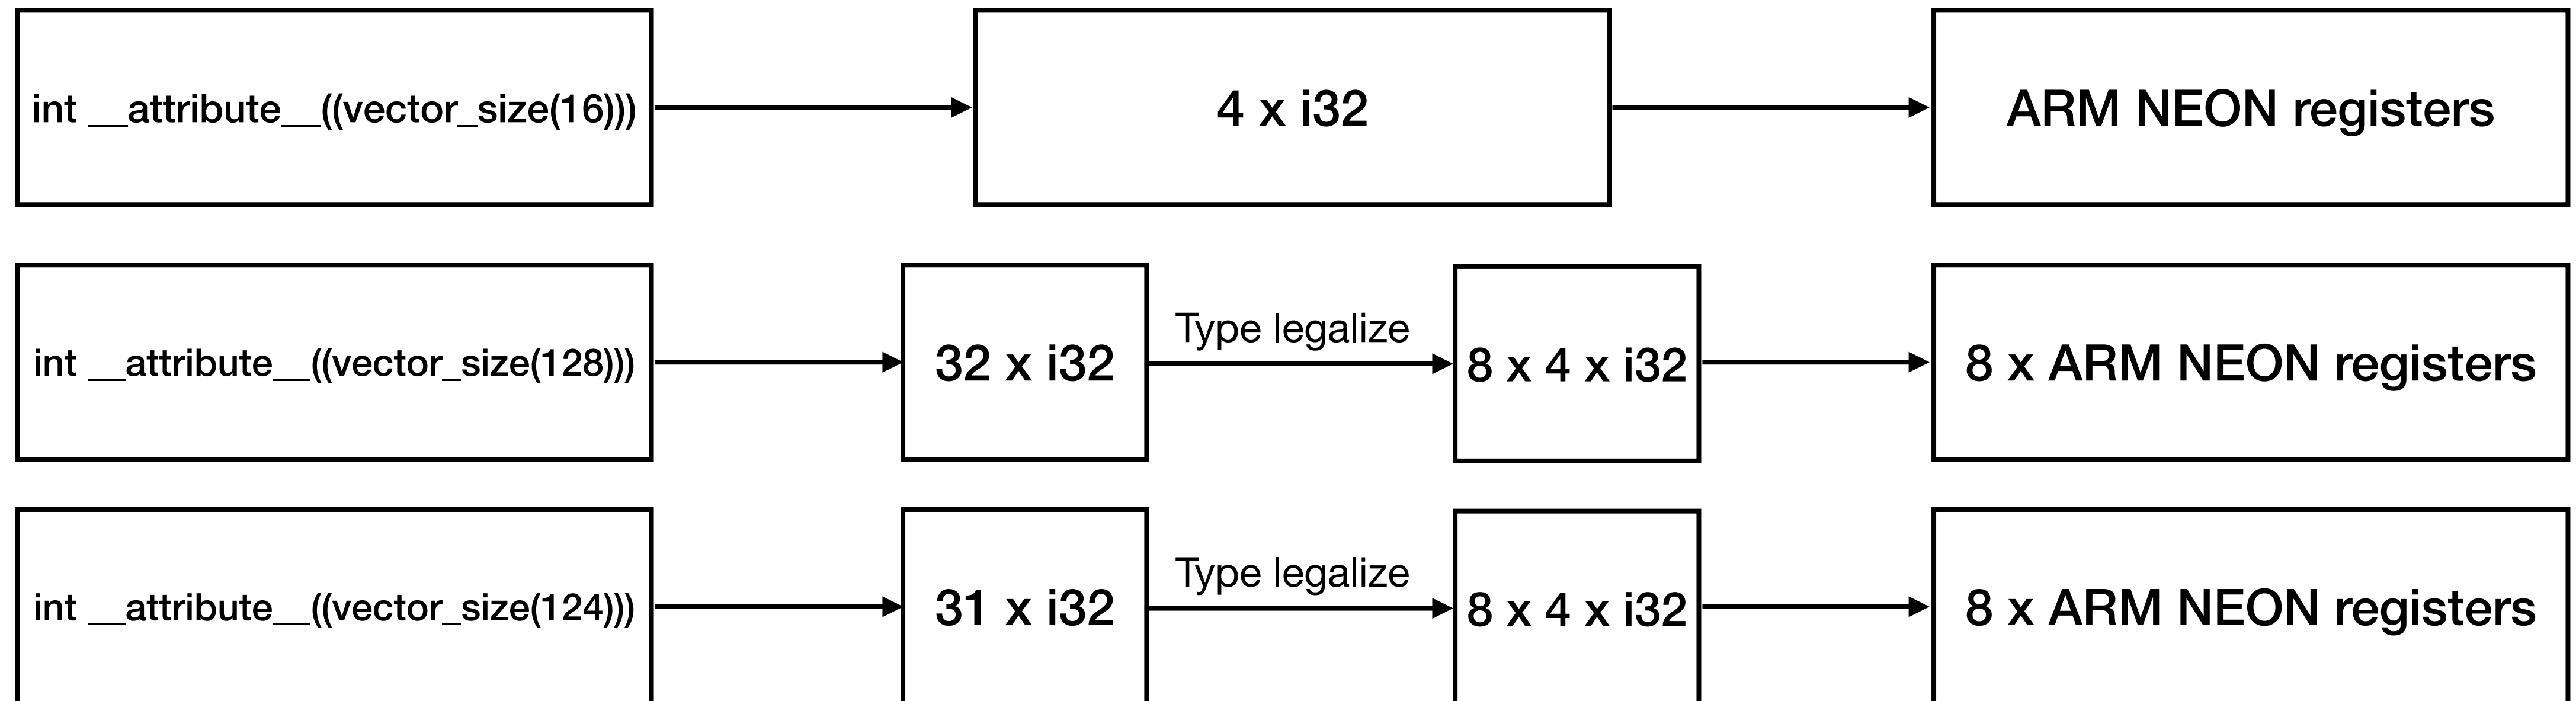 int __attribute__((vector_size(16)))
4 x i32
ARM NEON registers
int __attribute__((vector_size(128)))
32 x i32
Type legalize
8 x 4 x i32
8 x ARM NEON registers
int __attribute__((vector_size(124)))
31 x i32
Type legalize
8 x 4 x i32
8 x ARM NEON registers